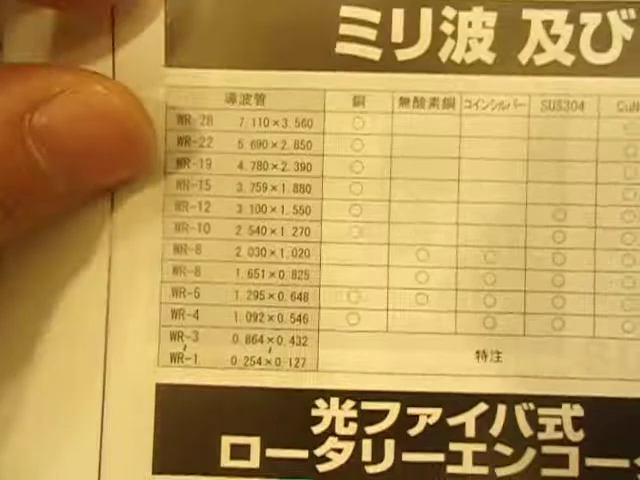 ミリ波 及び
導波管 銅 無酸素銅 コインシルバー SUS304 CuN
WR-28 7.110×3.560 ○
WR-22 5.690×2.850 ○ ○
WR-19 4.780×2.390 ○ ○
WR-15 3.759×1.880 ○ ○
WR-12 3.100×1.550 ○ ○ ○
WR-10 2.540×1.270 ○ ○ ○
WR-8 2.030×1.020 ○ ○ ○ ○
1.651×0.825 ○ ○ ○ ○
WR-5 1.295×0.648 ○ ○ ○ ○ ○
WR-4 1.092×0.546 ○ ○ ○ ○
WR-3 0.864×0.432
≀ ≀ 特注
WR-1 0.254×0.127
光ファイバ式
ロータリーエンコー